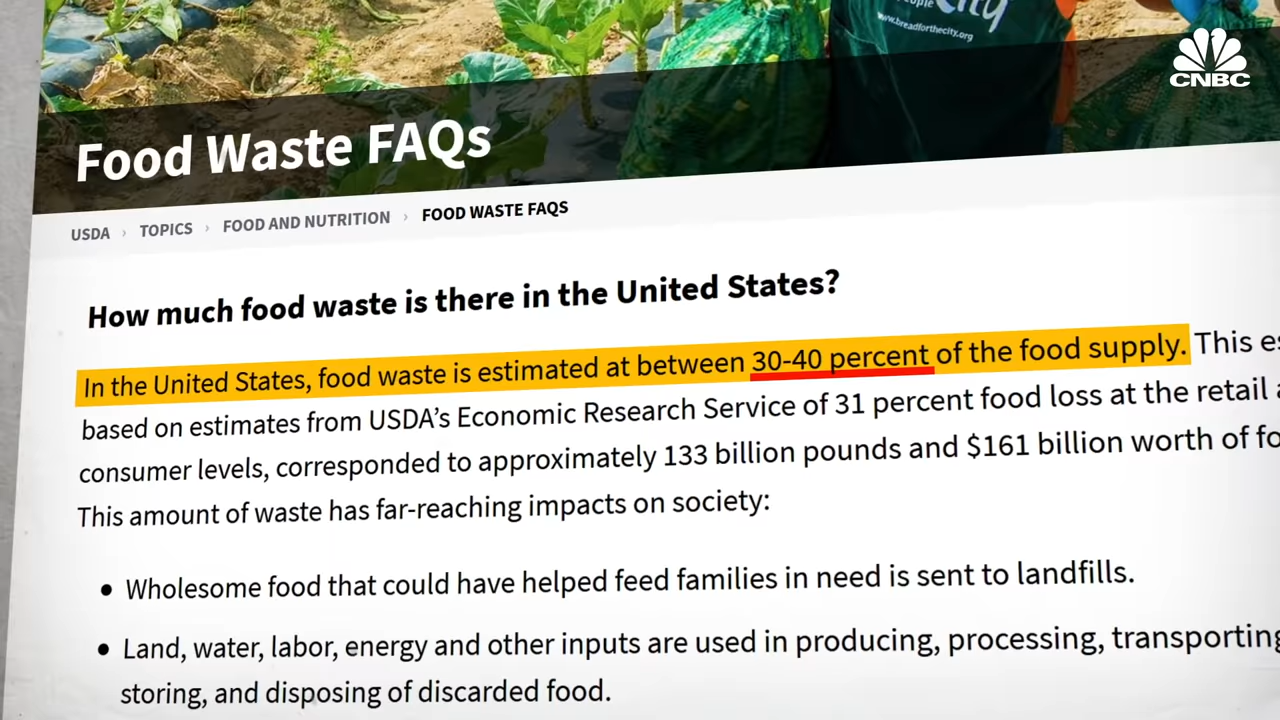 People
City
www.breadforthecity.org
CNBC
Food Waste FAQs
USDA › TOPICS › FOOD AND NUTRITION › FOOD WASTE FAQS
How much food waste is there in the United States?
In the United States, food waste is estimated at between 30-40 percent of the food supply. This
based on estimates from USDA’s Economic Research Service of 31 percent food loss at the retail
consumer levels, corresponded to approximately 133 billion pounds and $161 billion worth of
This amount of waste has far-reaching impacts on society:
● Wholesome food that could have helped feed families in need is sent to landfills.
● Land, water, labor, energy and other inputs are used in producing, processing, transporting
storing, and disposing of discarded food.